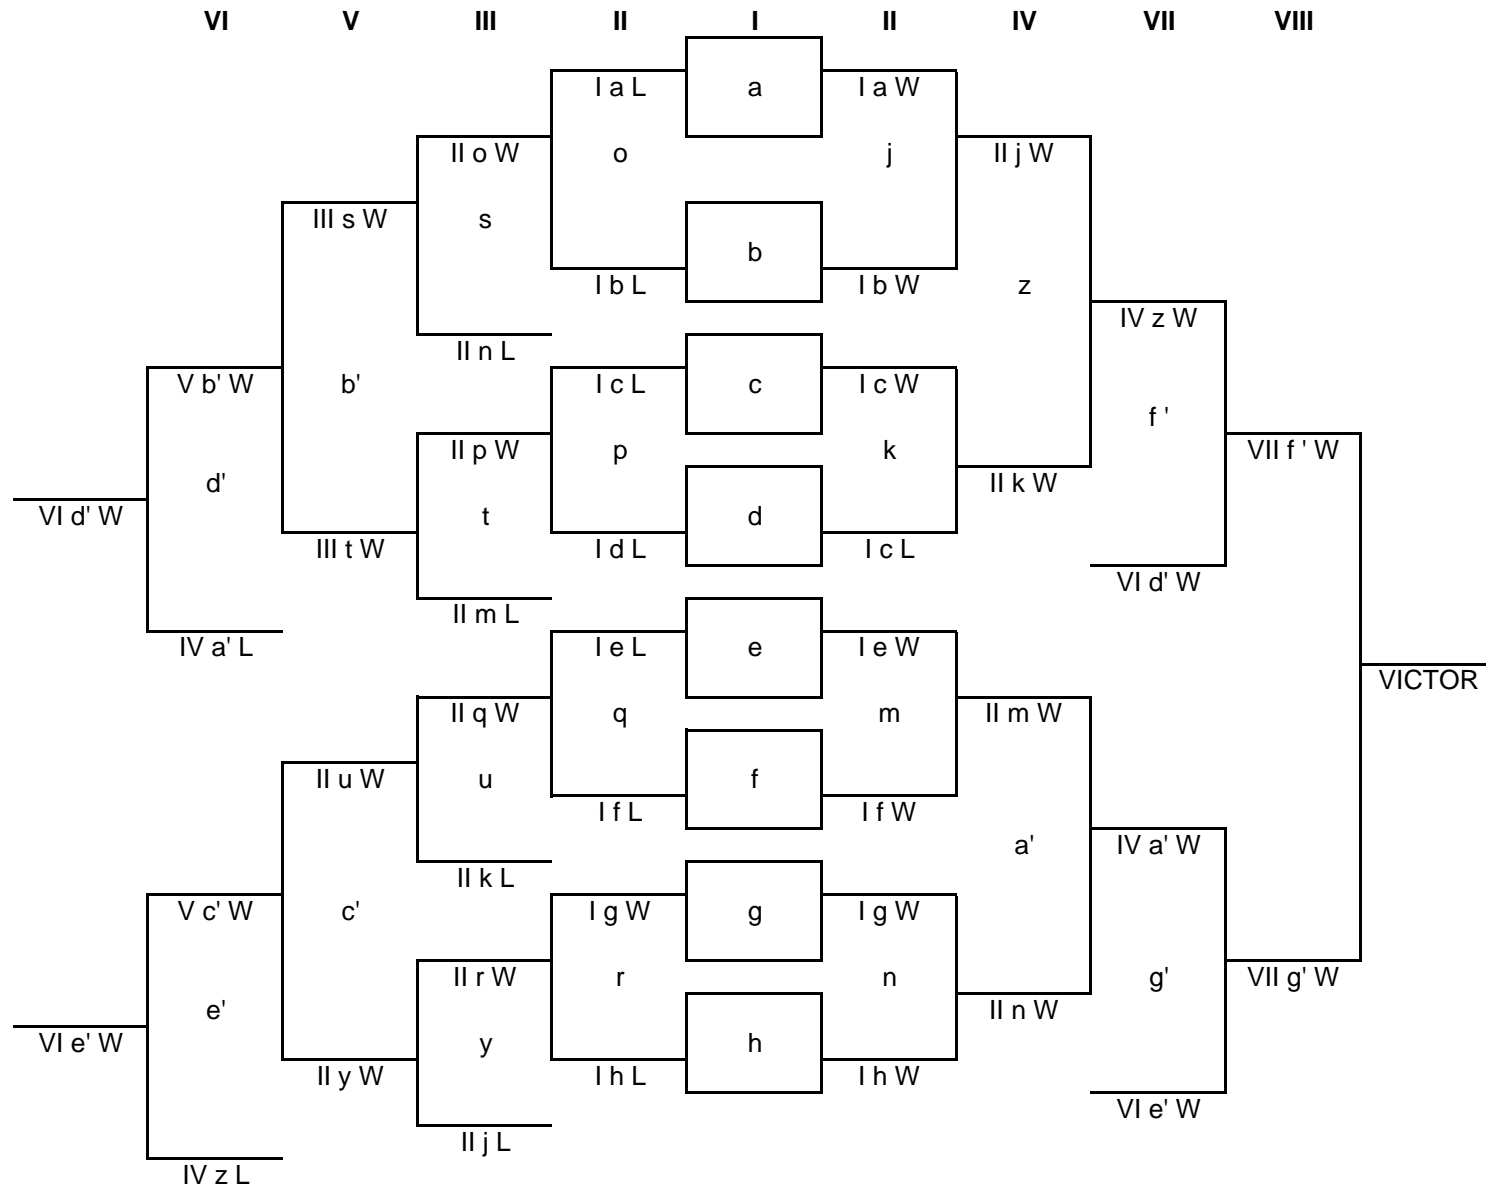 VI V III II I II IV VII VIII
I a L a I a W
II o W o j II j W
III s W s b z
I b L I b W
IV z W
II n L
V b' W b' I c L c I c W
f '
II p W p k VII f ' W
d' II k W
VI d' W t d
III t W I d L I c L
VI d' W
II m L
IV a' L I e L e I e W
VICTOR
II q W q m II m W
II u W u f
I f L I f W
a' IV a' W
II k L
V c' W c' I g W g I g W
II r W r n g' VII g' W
e' II n W
VI e' W y h
II y W I h L I h W
VI e' W
II j L
IV z L